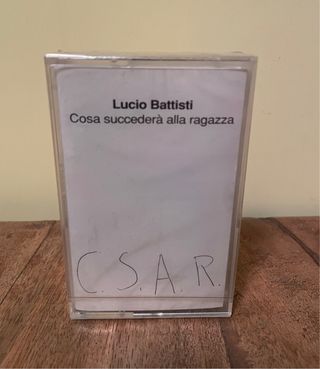 Lucio Battisti
Cosa succederà alla ragazza
C.S.A.R.